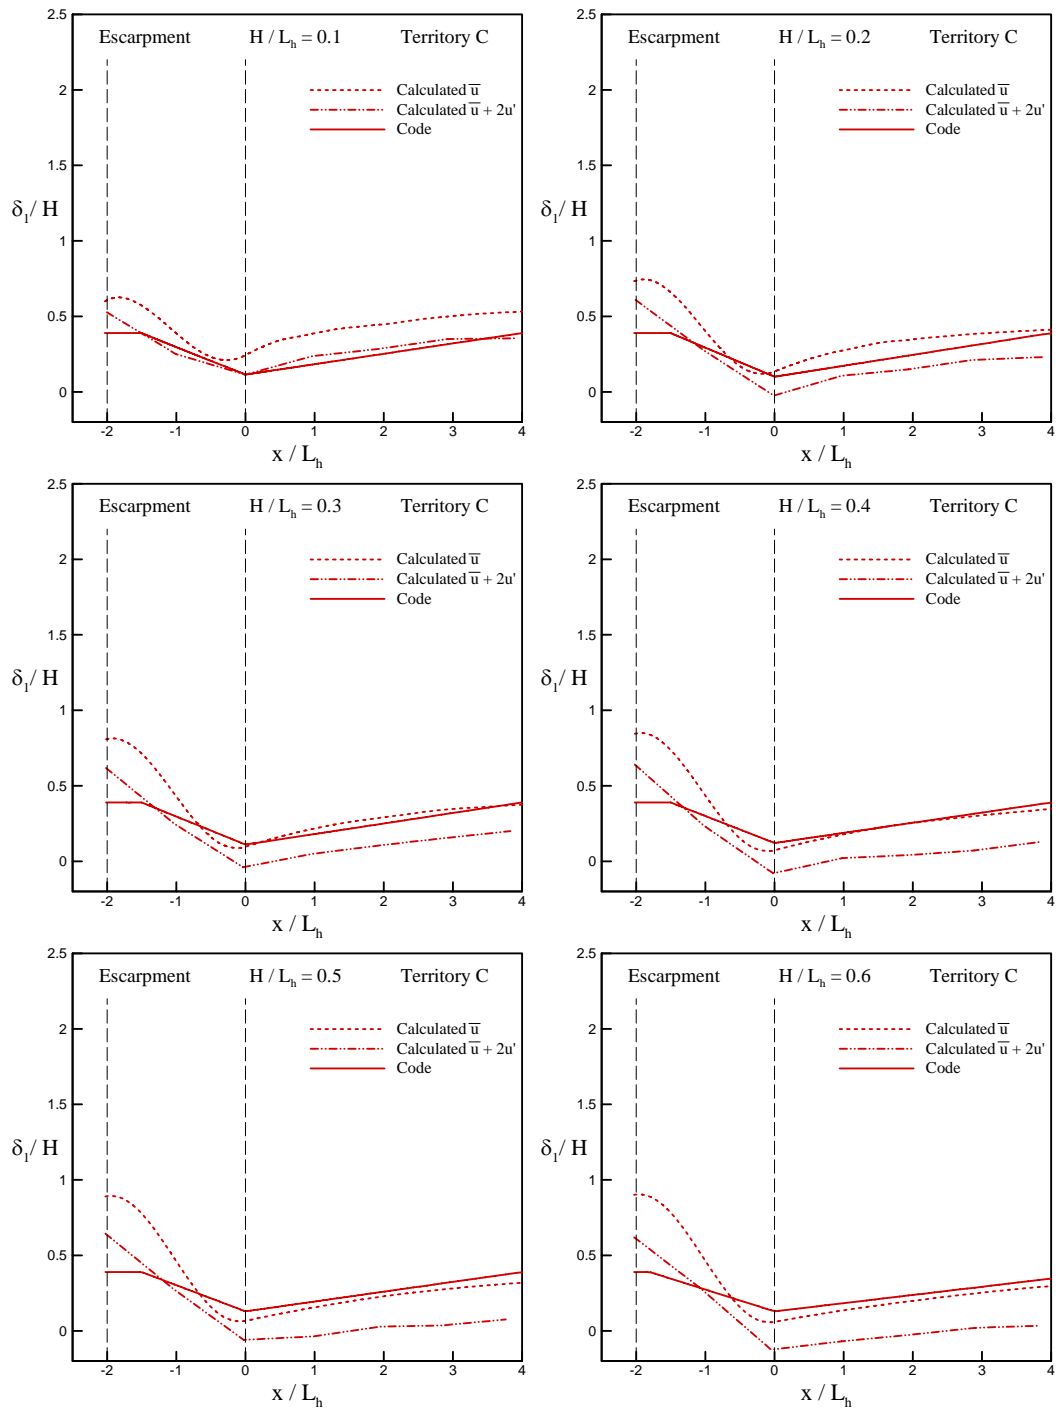 2.5
Escarpment H / Lₕ = 0.1 Territory C
2
Calculated u̅
Calculated u̅ + 2u'
Code
1.5
δ₁/ H
1
0.5
0
-2 -1 0 1 2 3 4
x / Lₕ
2.5
Escarpment H / Lₕ = 0.2 Territory C
2
Calculated u̅
Calculated u̅ + 2u'
Code
1.5
δ₁/ H
1
0.5
0
-2 -1 0 1 2 3 4
x / Lₕ
2.5
Escarpment H / Lₕ = 0.3 Territory C
2
Calculated u̅
Calculated u̅ + 2u'
Code
1.5
δ₁/ H
1
0.5
0
-2 -1 0 1 2 3 4
x / Lₕ
2.5
Escarpment H / Lₕ = 0.4 Territory C
2
Calculated u̅
Calculated u̅ + 2u'
Code
1.5
δ₁/ H
1
0.5
0
-2 -1 0 1 2 3 4
x / Lₕ
2.5
Escarpment H / Lₕ = 0.5 Territory C
2
Calculated u̅
Calculated u̅ + 2u'
Code
1.5
δ₁/ H
1
0.5
0
-2 -1 0 1 2 3 4
x / Lₕ
2.5
Escarpment H / Lₕ = 0.6 Territory C
2
Calculated u̅
Calculated u̅ + 2u'
Code
1.5
δ₁/ H
1
0.5
0
-2 -1 0 1 2 3 4
x / Lₕ